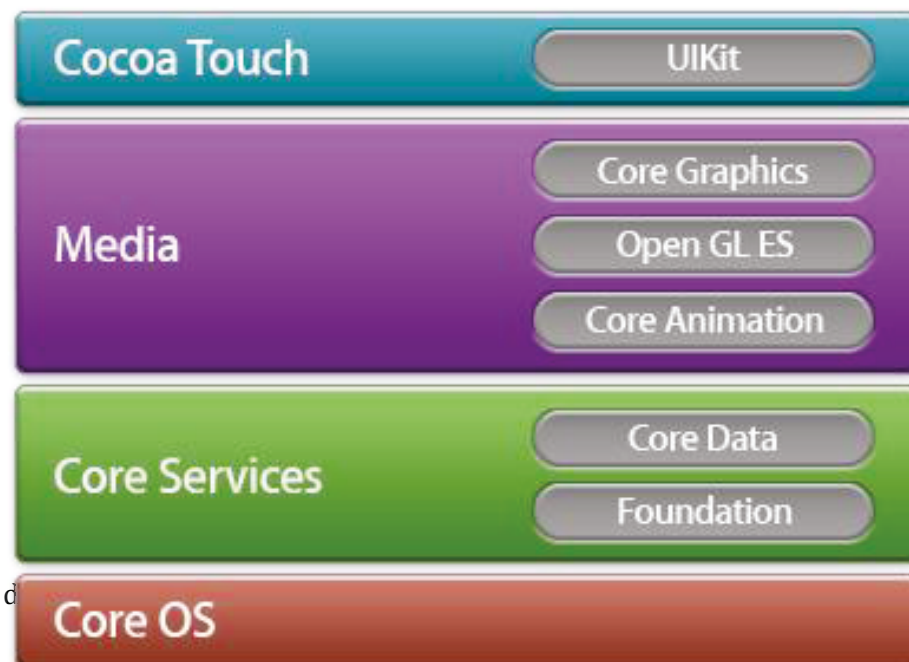 Cocoa Touch
UIKit
Media
Core Graphics
Open GL ES
Core Animation
Core Services
Core Data
Foundation
d
Core OS